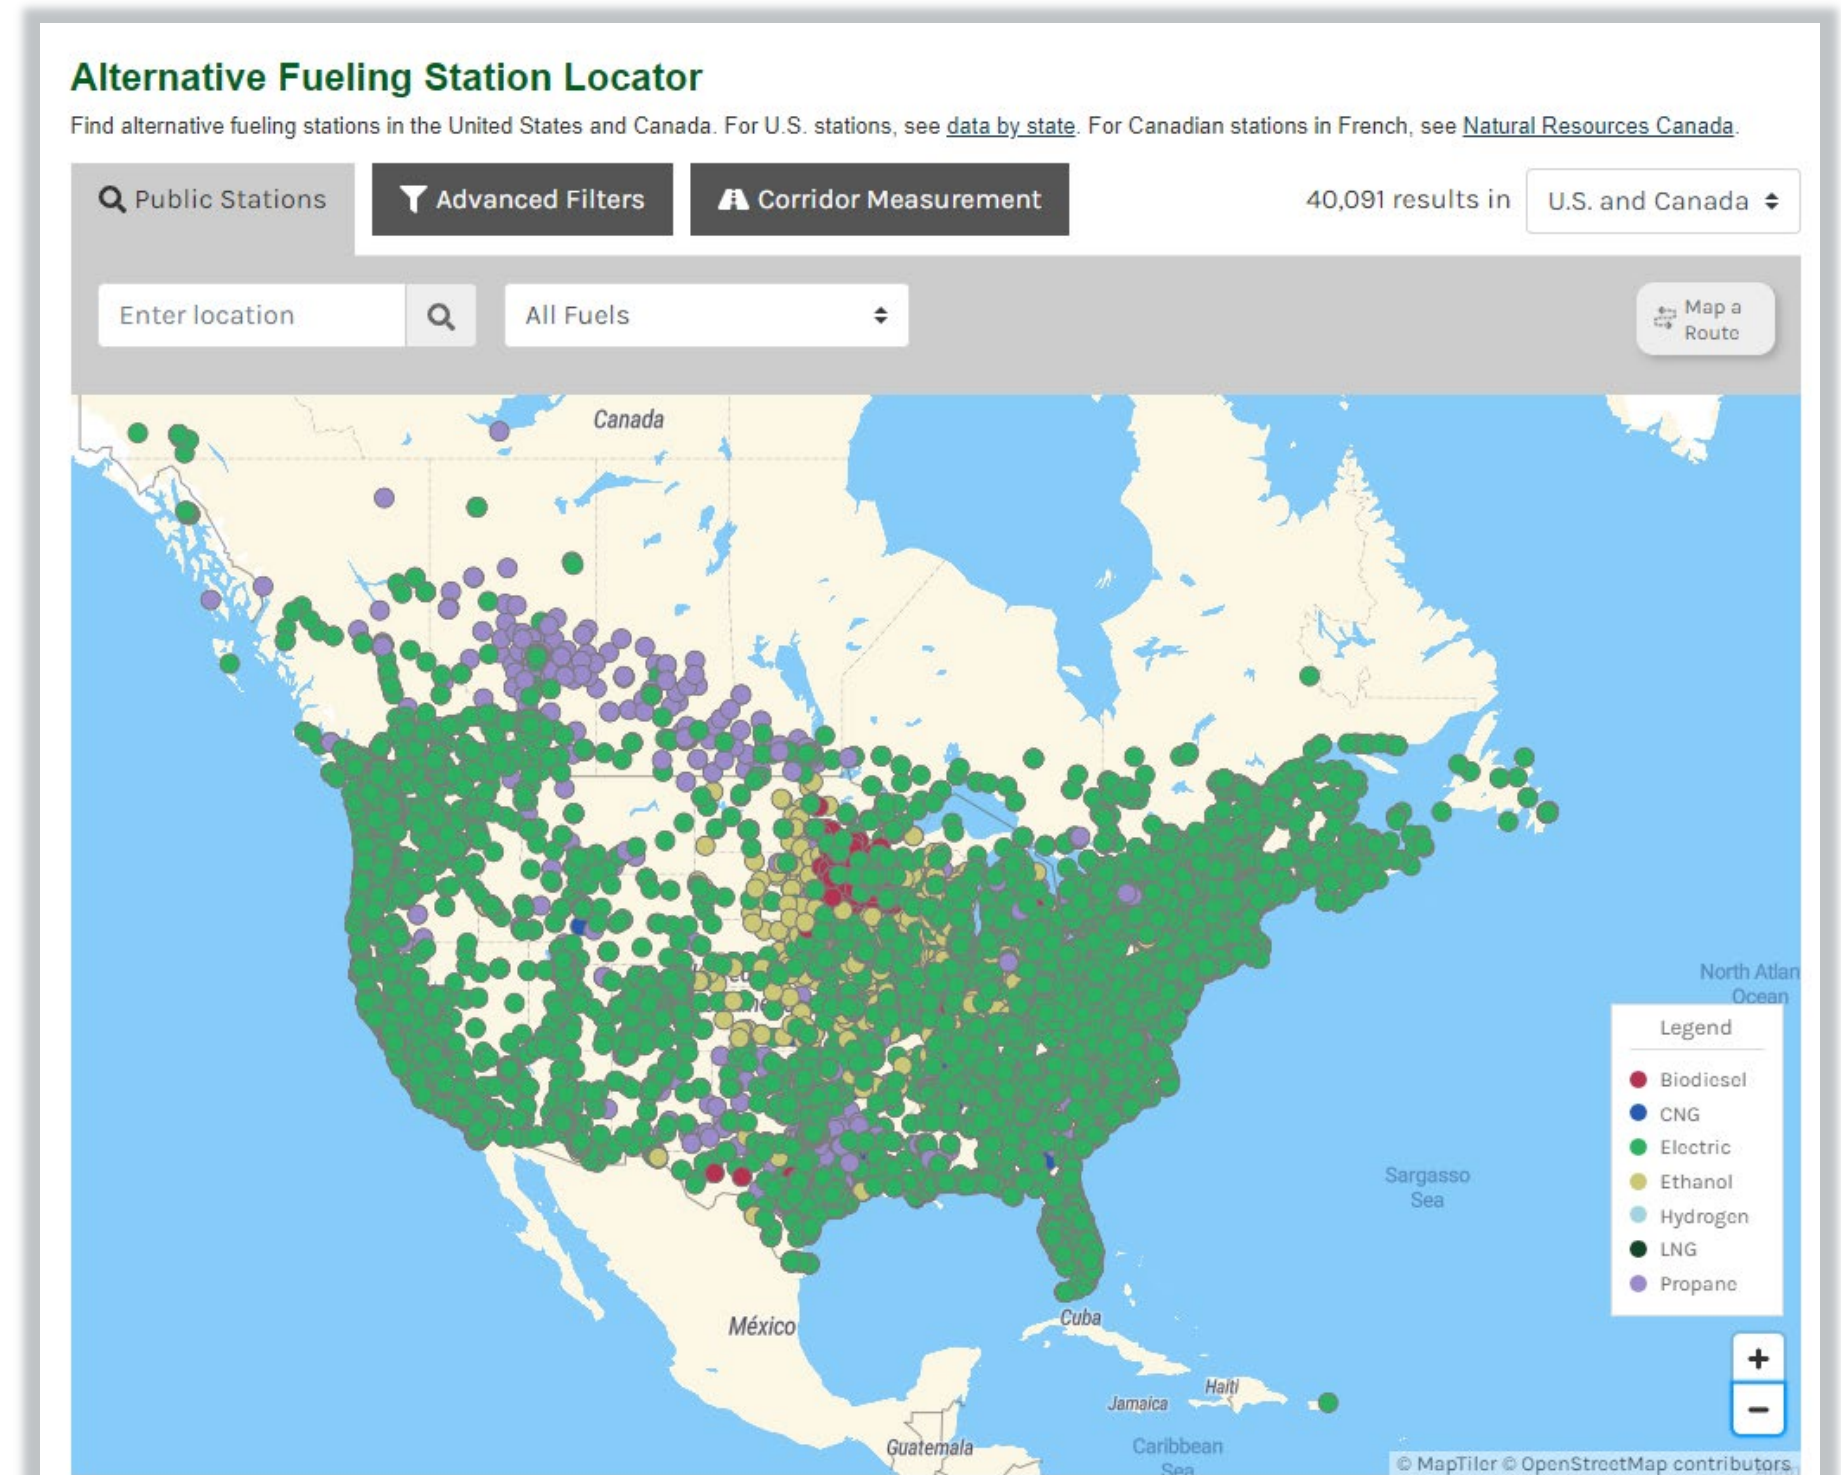 Alternative Fueling Station Locator
Find alternative fueling stations in the United States and Canada. For U.S. stations, see data by state. For Canadian stations in French, see Natural Resources Canada.
Public Stations
Advanced Filters
Corridor Measurement
40,091 results in
U.S. and Canada
Enter location
All Fuels
Map a
Route
Canada
North Atlan
Ocean
Legend
Biodiesel
CNG
Electric
Ethanol
Hydrogen
LNG
Propane
Sargasso
Sea
México
Cuba
+
Haiti
Jamaica
−
Guatemala
Caribbean
Sea
© MapTiler © OpenStreetMap contributors